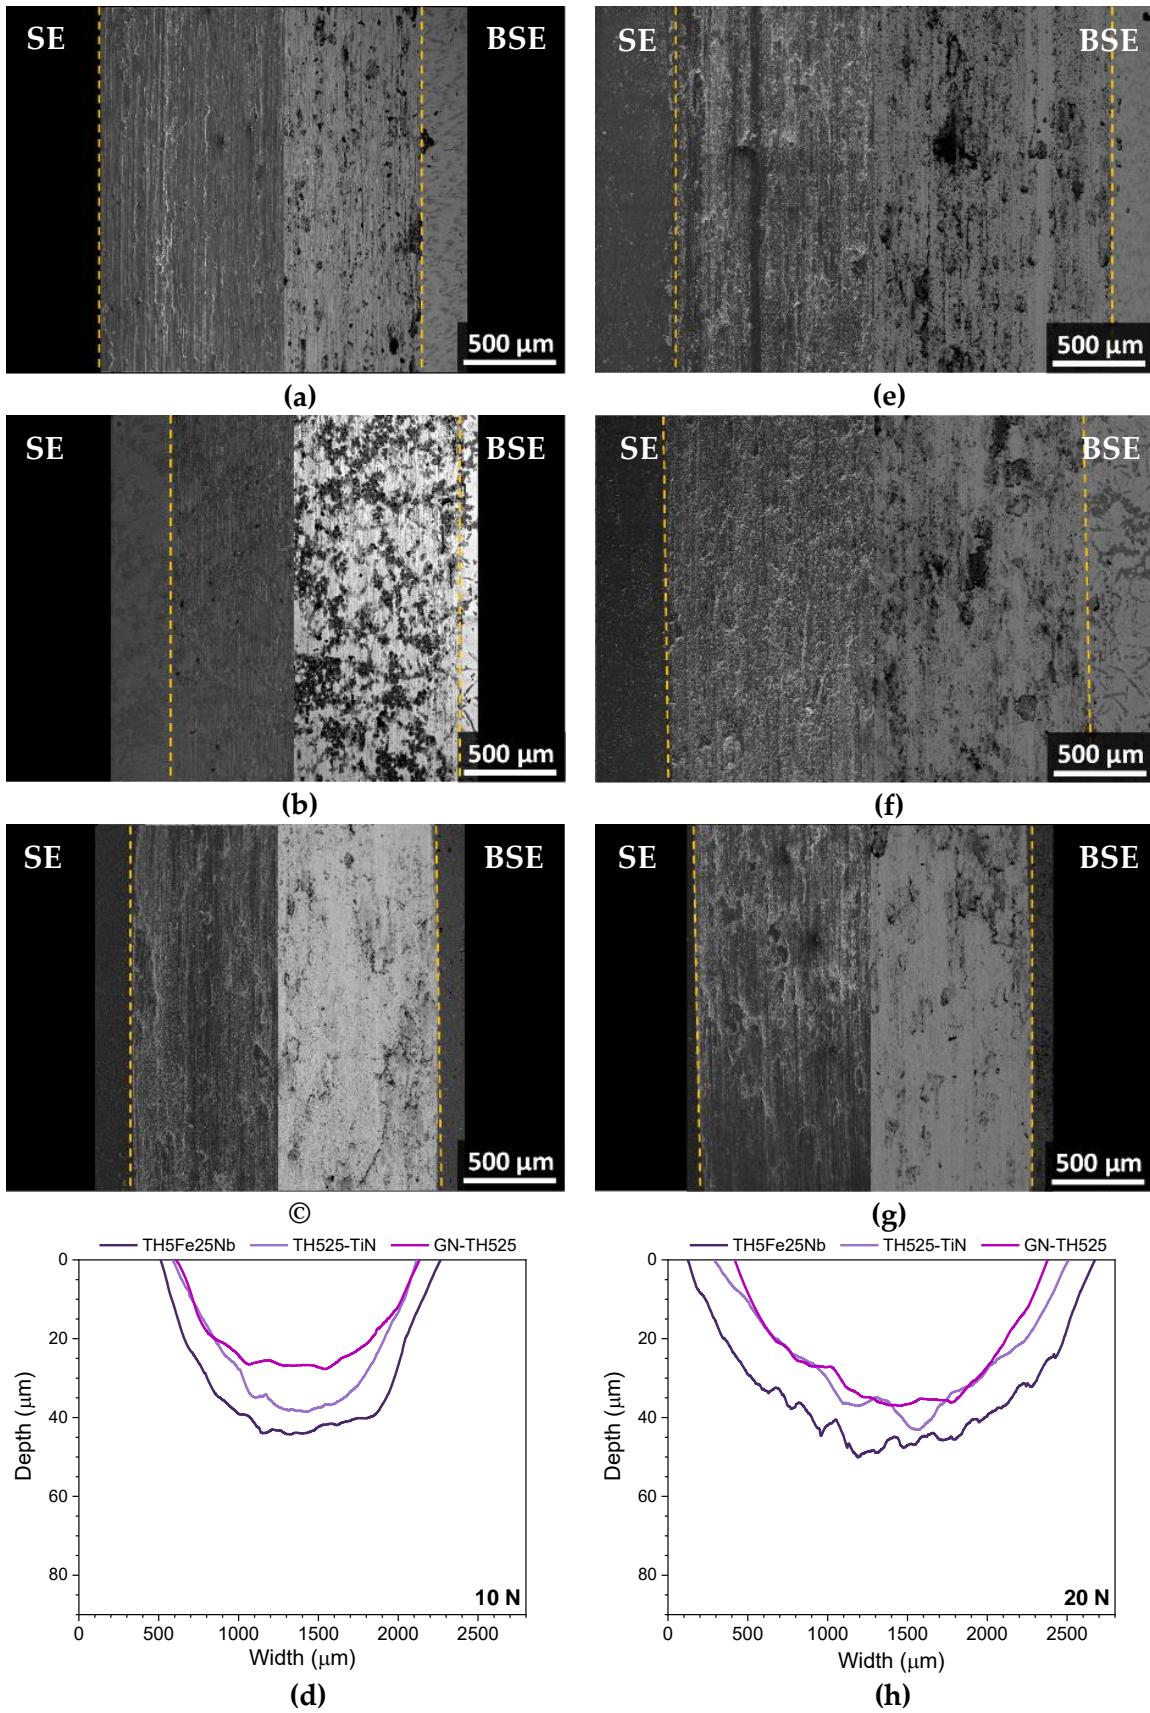 SE BSE SE BSE
500 µm 500 µm
(a) (e)
SE BSE SE BSE
500 µm 500 µm
(b) (f)
SE BSE SE BSE
500 µm 500 µm
© (g)
TH5Fe25Nb TH525-TiN GN-TH525
0
20
40
60
80
Depth (μm)
10 N
0 500 1000 1500 2000 2500
Width (μm)
(d)
TH5Fe25Nb TH525-TiN GN-TH525
0
20
40
60
80
Depth (μm)
20 N
0 500 1000 1500 2000 2500
Width (μm)
(h)